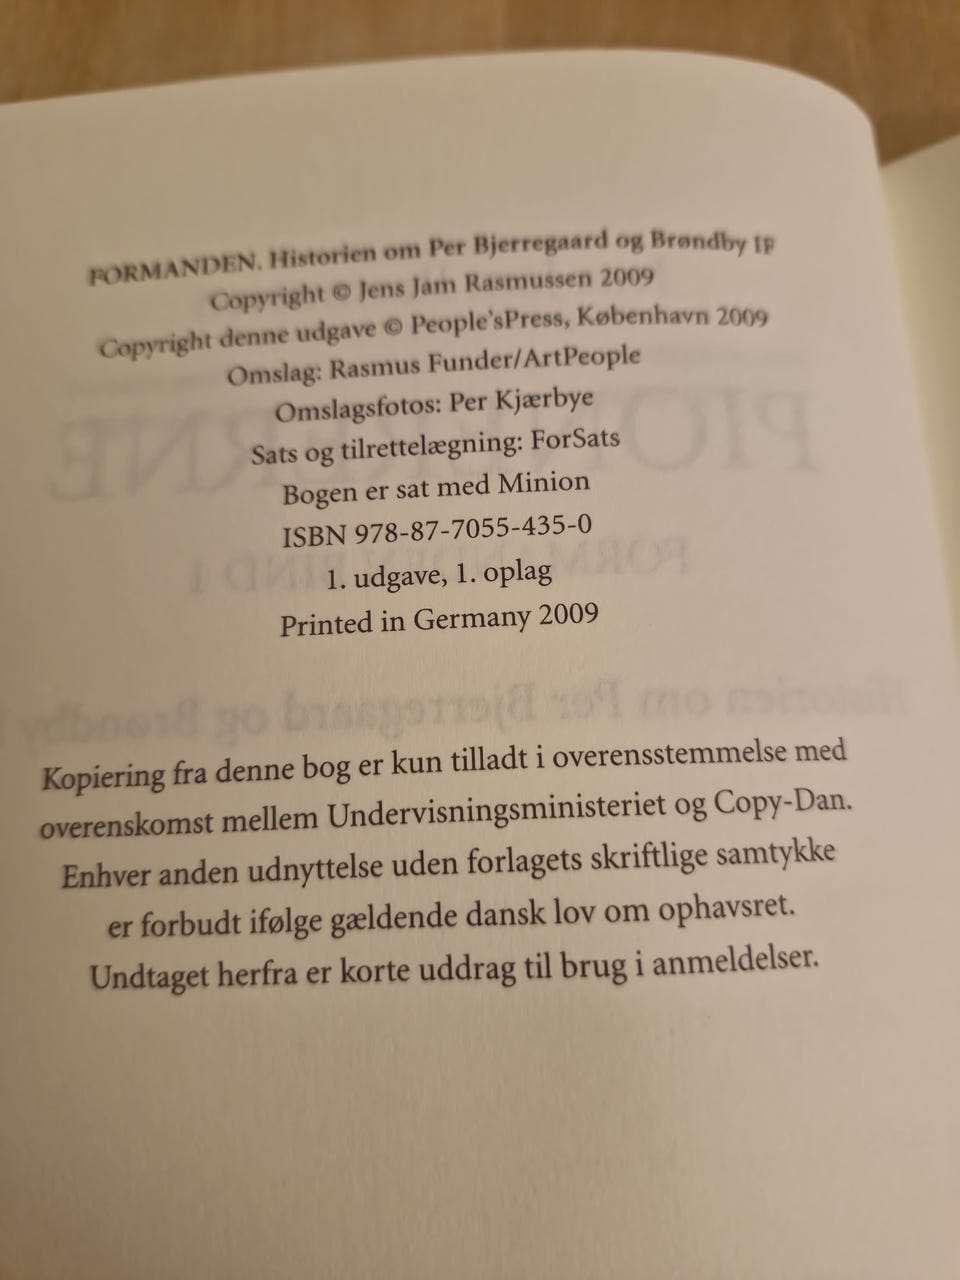 FORMANDEN. Historien om Per Bjerregaard og Brøndby IF
Copyright © Jens Jam Rasmussen 2009
Copyright denne udgave © People'sPress, København 2009
Omslag: Rasmus Funder/ArtPeople
Omslagsfotos: Per Kjærbye
Sats og tilrettelægning: ForSats
Bogen er sat med Minion
ISBN 978-87-7055-435-0
1. udgave, 1. oplag
Printed in Germany 2009
Kopiering fra denne bog er kun tilladt i overensstemmelse med
overenskomst mellem Undervisningsministeriet og Copy-Dan.
Enhver anden udnyttelse uden forlagets skriftlige samtykke
er forbudt ifølge gældende dansk lov om ophavsret.
Undtaget herfra er korte uddrag til brug i anmeldelser.